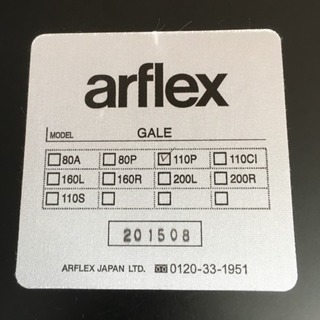 arflex
MODEL GALE
80A 80P 110P 110CI
160L 160R 200L 200R
110S
201508
ARFLEX JAPAN LTD. 0120-33-1951